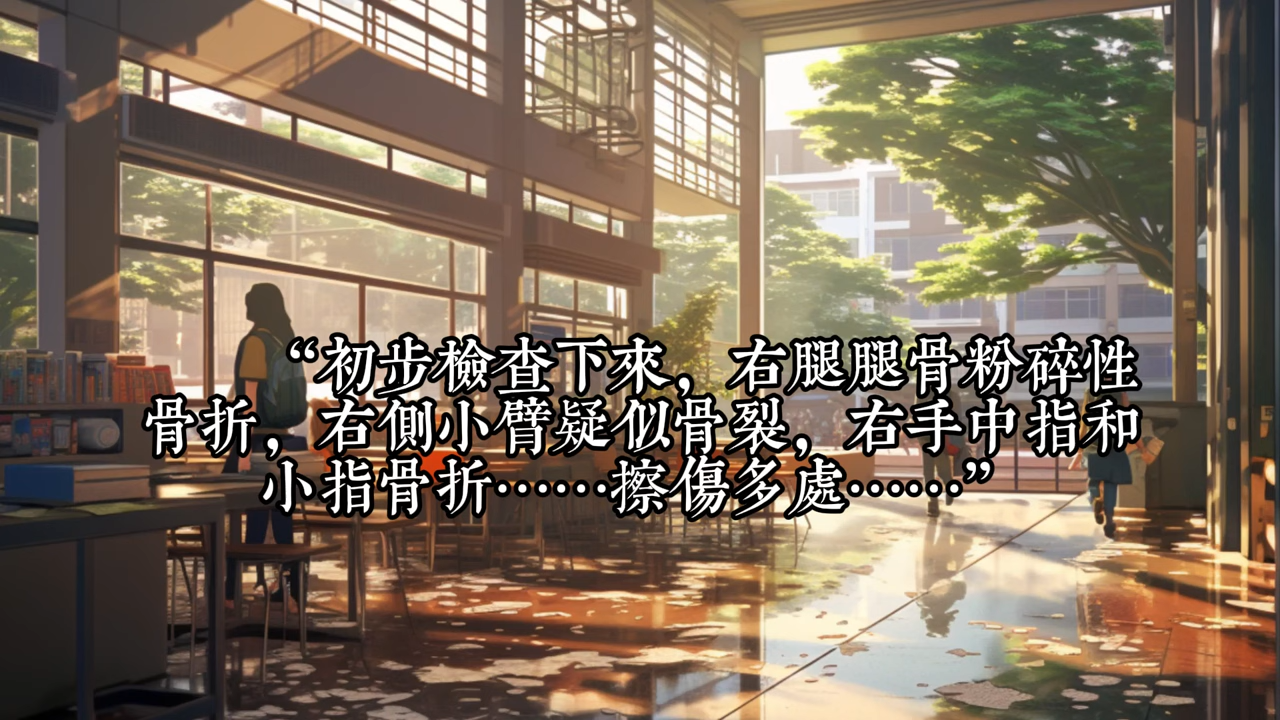 “初步檢查下來，右腿腿骨粉碎性
骨折，右側小臂疑似骨裂，右手中指和
小指骨折……擦傷多處……”